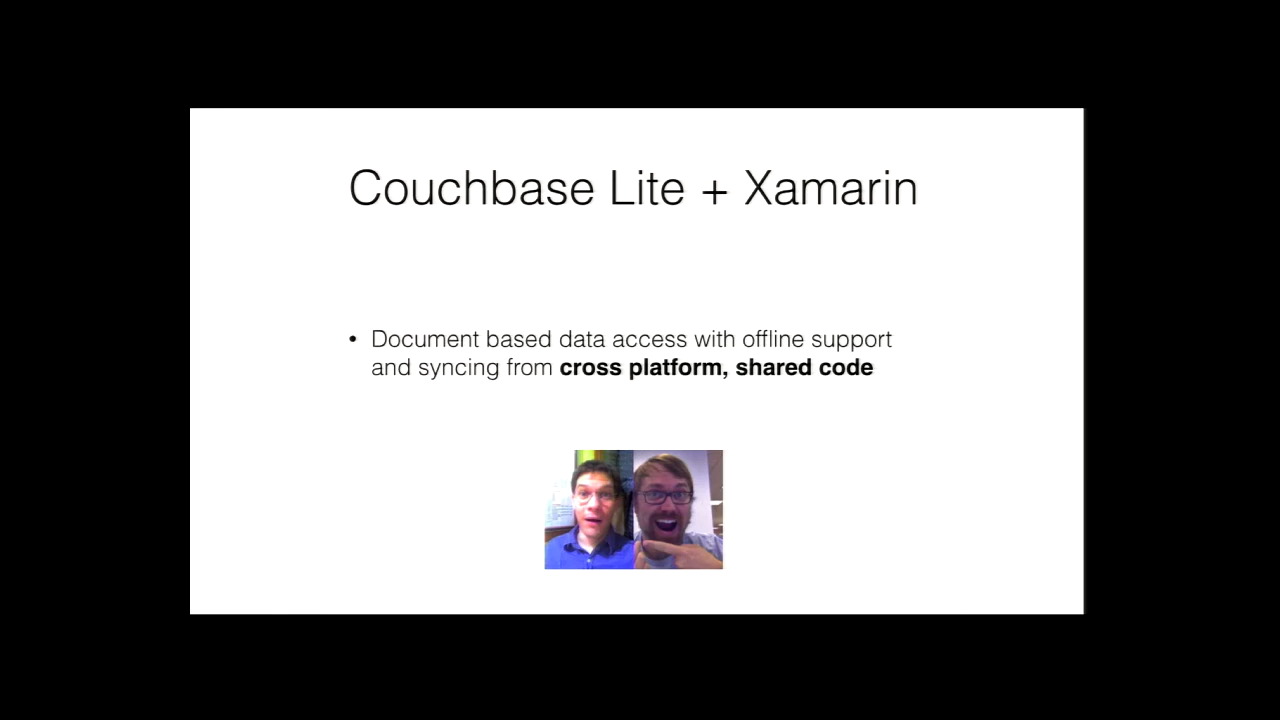 Couchbase Lite + Xamarin
• Document based data access with offline support
and syncing from cross platform, shared code